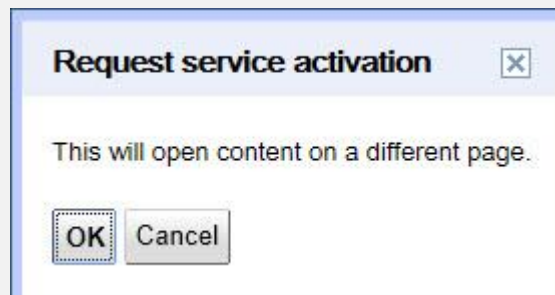 Request service activation
This will open content on a different page.
OK Cancel